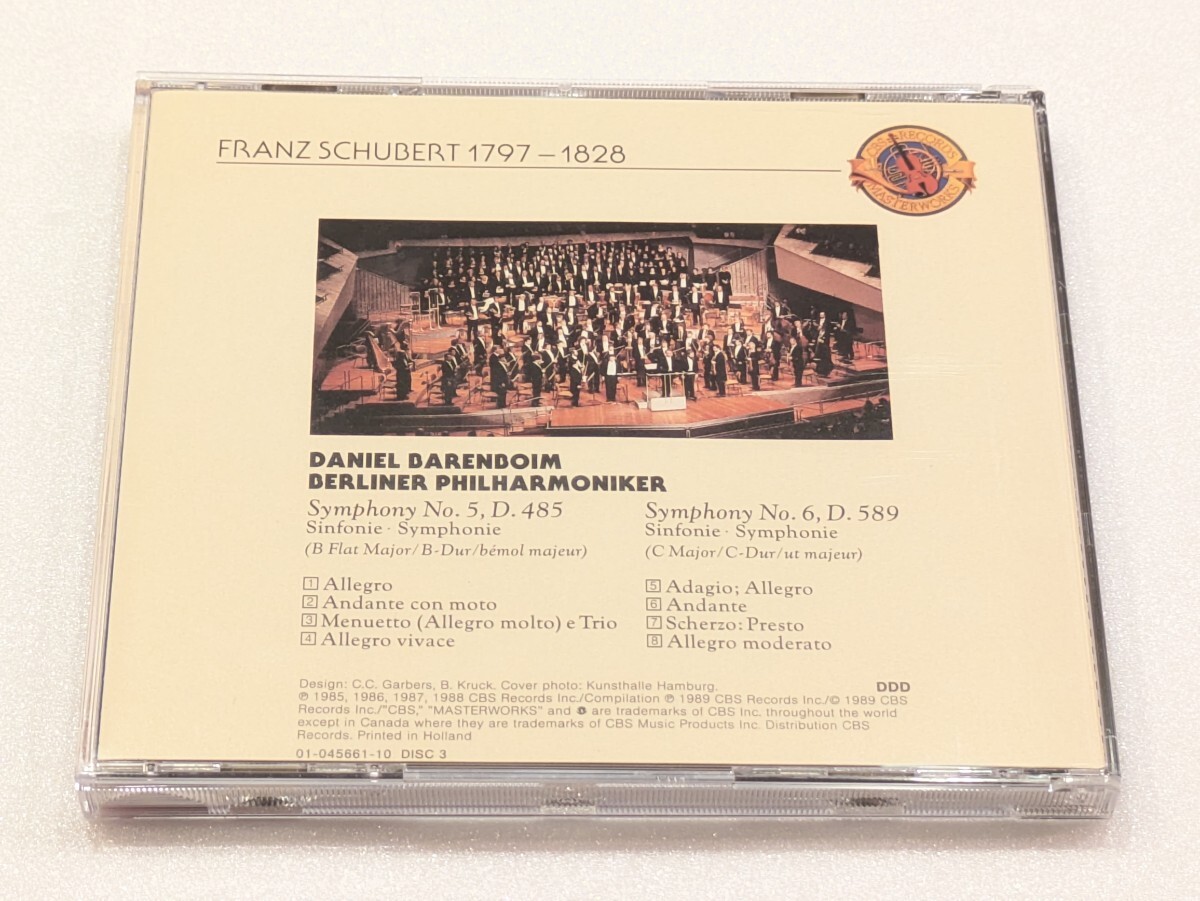 FRANZ SCHUBERT 1797 – 1828
CBS RECORDS
MASTERWORKS
DANIEL BARENBOIM
BERLINER PHILHARMONIKER
Symphony No. 5, D. 485
Sinfonie · Symphonie
(B Flat Major/B-Dur/bémol majeur)
1 Allegro
2 Andante con moto
3 Menuetto (Allegro molto) e Trio
4 Allegro vivace
Symphony No. 6, D. 589
Sinfonie · Symphonie
(C Major/C-Dur/ut majeur)
5 Adagio; Allegro
6 Andante
7 Scherzo: Presto
8 Allegro moderato
Design: C.C. Garbers, B. Kruck. Cover photo: Kunsthalle Hamburg.
℗ 1985, 1986, 1987, 1988 CBS Records Inc./Compilation ℗ 1989 CBS Records Inc./© 1989 CBS
Records Inc./"CBS," "MASTERWORKS" and are trademarks of CBS Inc. throughout the world
except in Canada where they are trademarks of CBS Music Products Inc. Distribution CBS
Records. Printed in Holland
DDD
01-045661-10 DISC 3